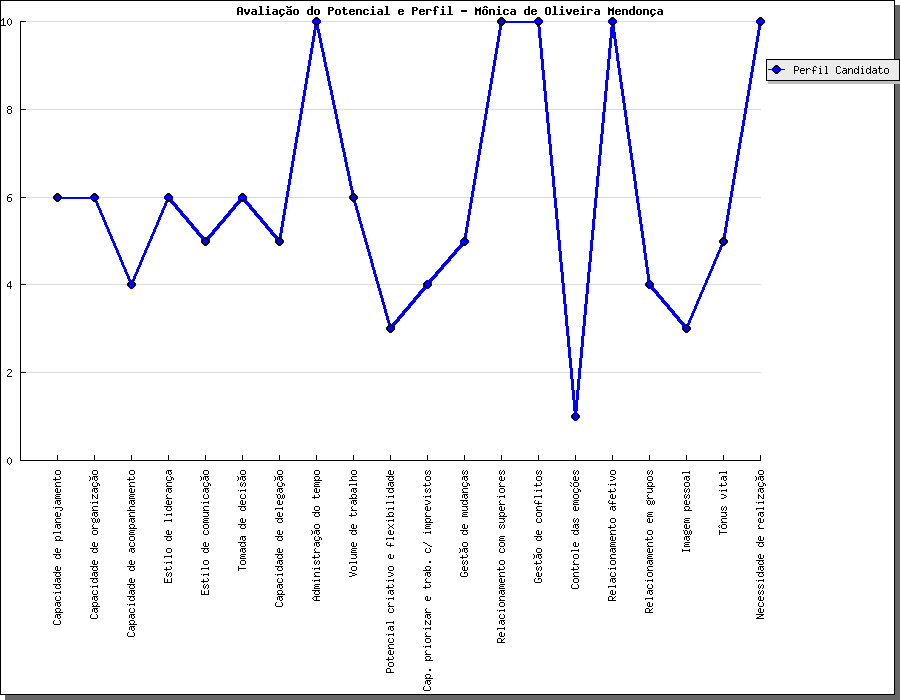 Avaliação do Potencial e Perfil - Mônica de Oliveira Mendonça
10
8
6
4
2
0
Perfil Candidato
Capacidade de planejamento
Capacidade de organização
Capacidade de acompanhamento
Estilo de liderança
Estilo de comunicação
Tomada de decisão
Capacidade de delegação
Administração do tempo
Volume de trabalho
Potencial criativo e flexibilidade
Cap. priorizar e trab. c/ imprevistos
Gestão de mudanças
Relacionamento com superiores
Gestão de conflitos
Controle das emoções
Relacionamento afetivo
Relacionamento em grupos
Imagem pessoal
Tônus vital
Necessidade de realização